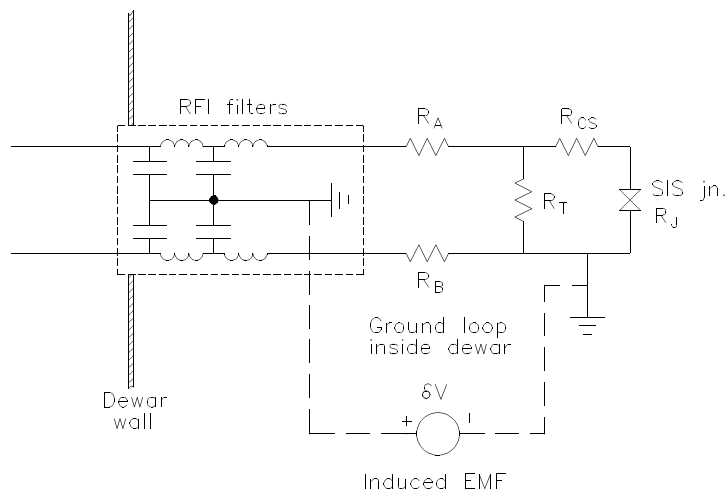 RFI filters
R_A
R_CS
R_T
SIS jn.
R_J
R_B
Ground loop
inside dewar
Dewar
wall
δV
+
Induced EMF